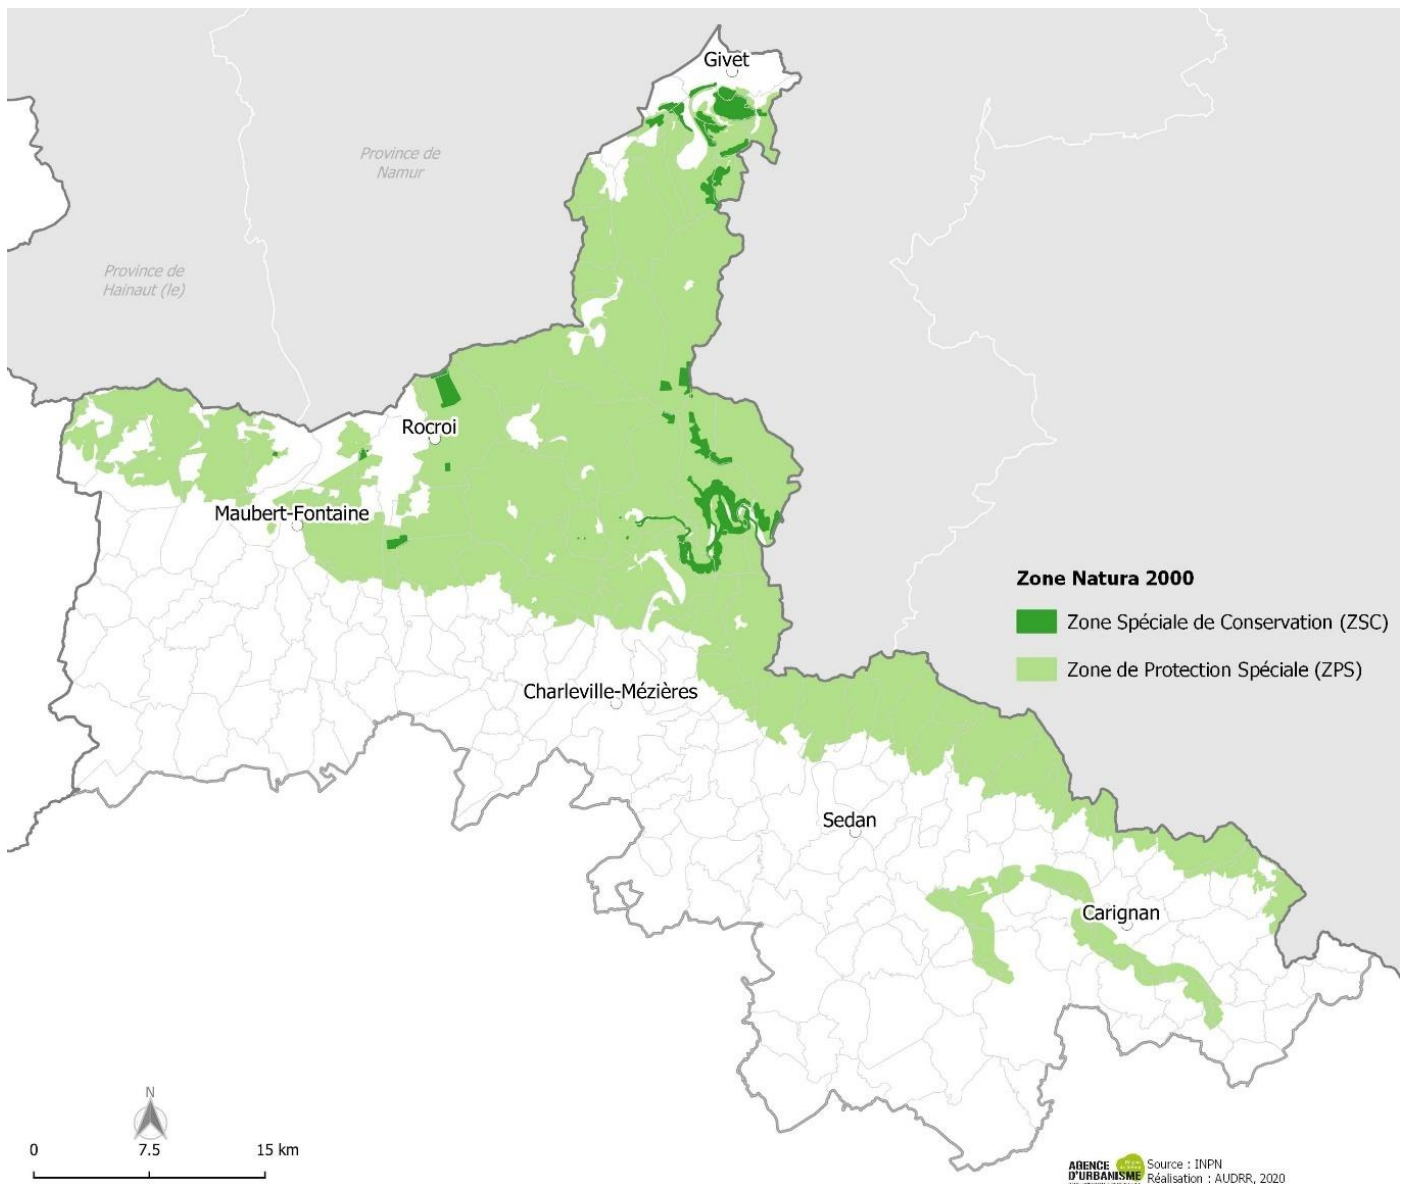 Givet
Province de
Namur
Province de
Hainaut (le)
Rocroi
Maubert-Fontaine
Zone Natura 2000
Zone Spéciale de Conservation (ZSC)
Zone de Protection Spéciale (ZPS)
Charleville-Mézières
Sedan
Carignan
N
0 7.5 15 km
AGENCE
D'URBANISME
Source : INPN
Réalisation : AUDRR, 2020